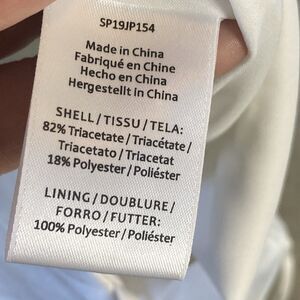 SP19JP154
Made in China
Fabriqué en Chine
Hecho en China
Hergestellt in China
SHELL / TISSU / TELA:
82% Triacetate / Triacétate /
Triacetato / Triacetat
18% Polyester / Poliéster
LINING / DOUBLURE /
FORRO / FUTTER:
100% Polyester / Poliéster